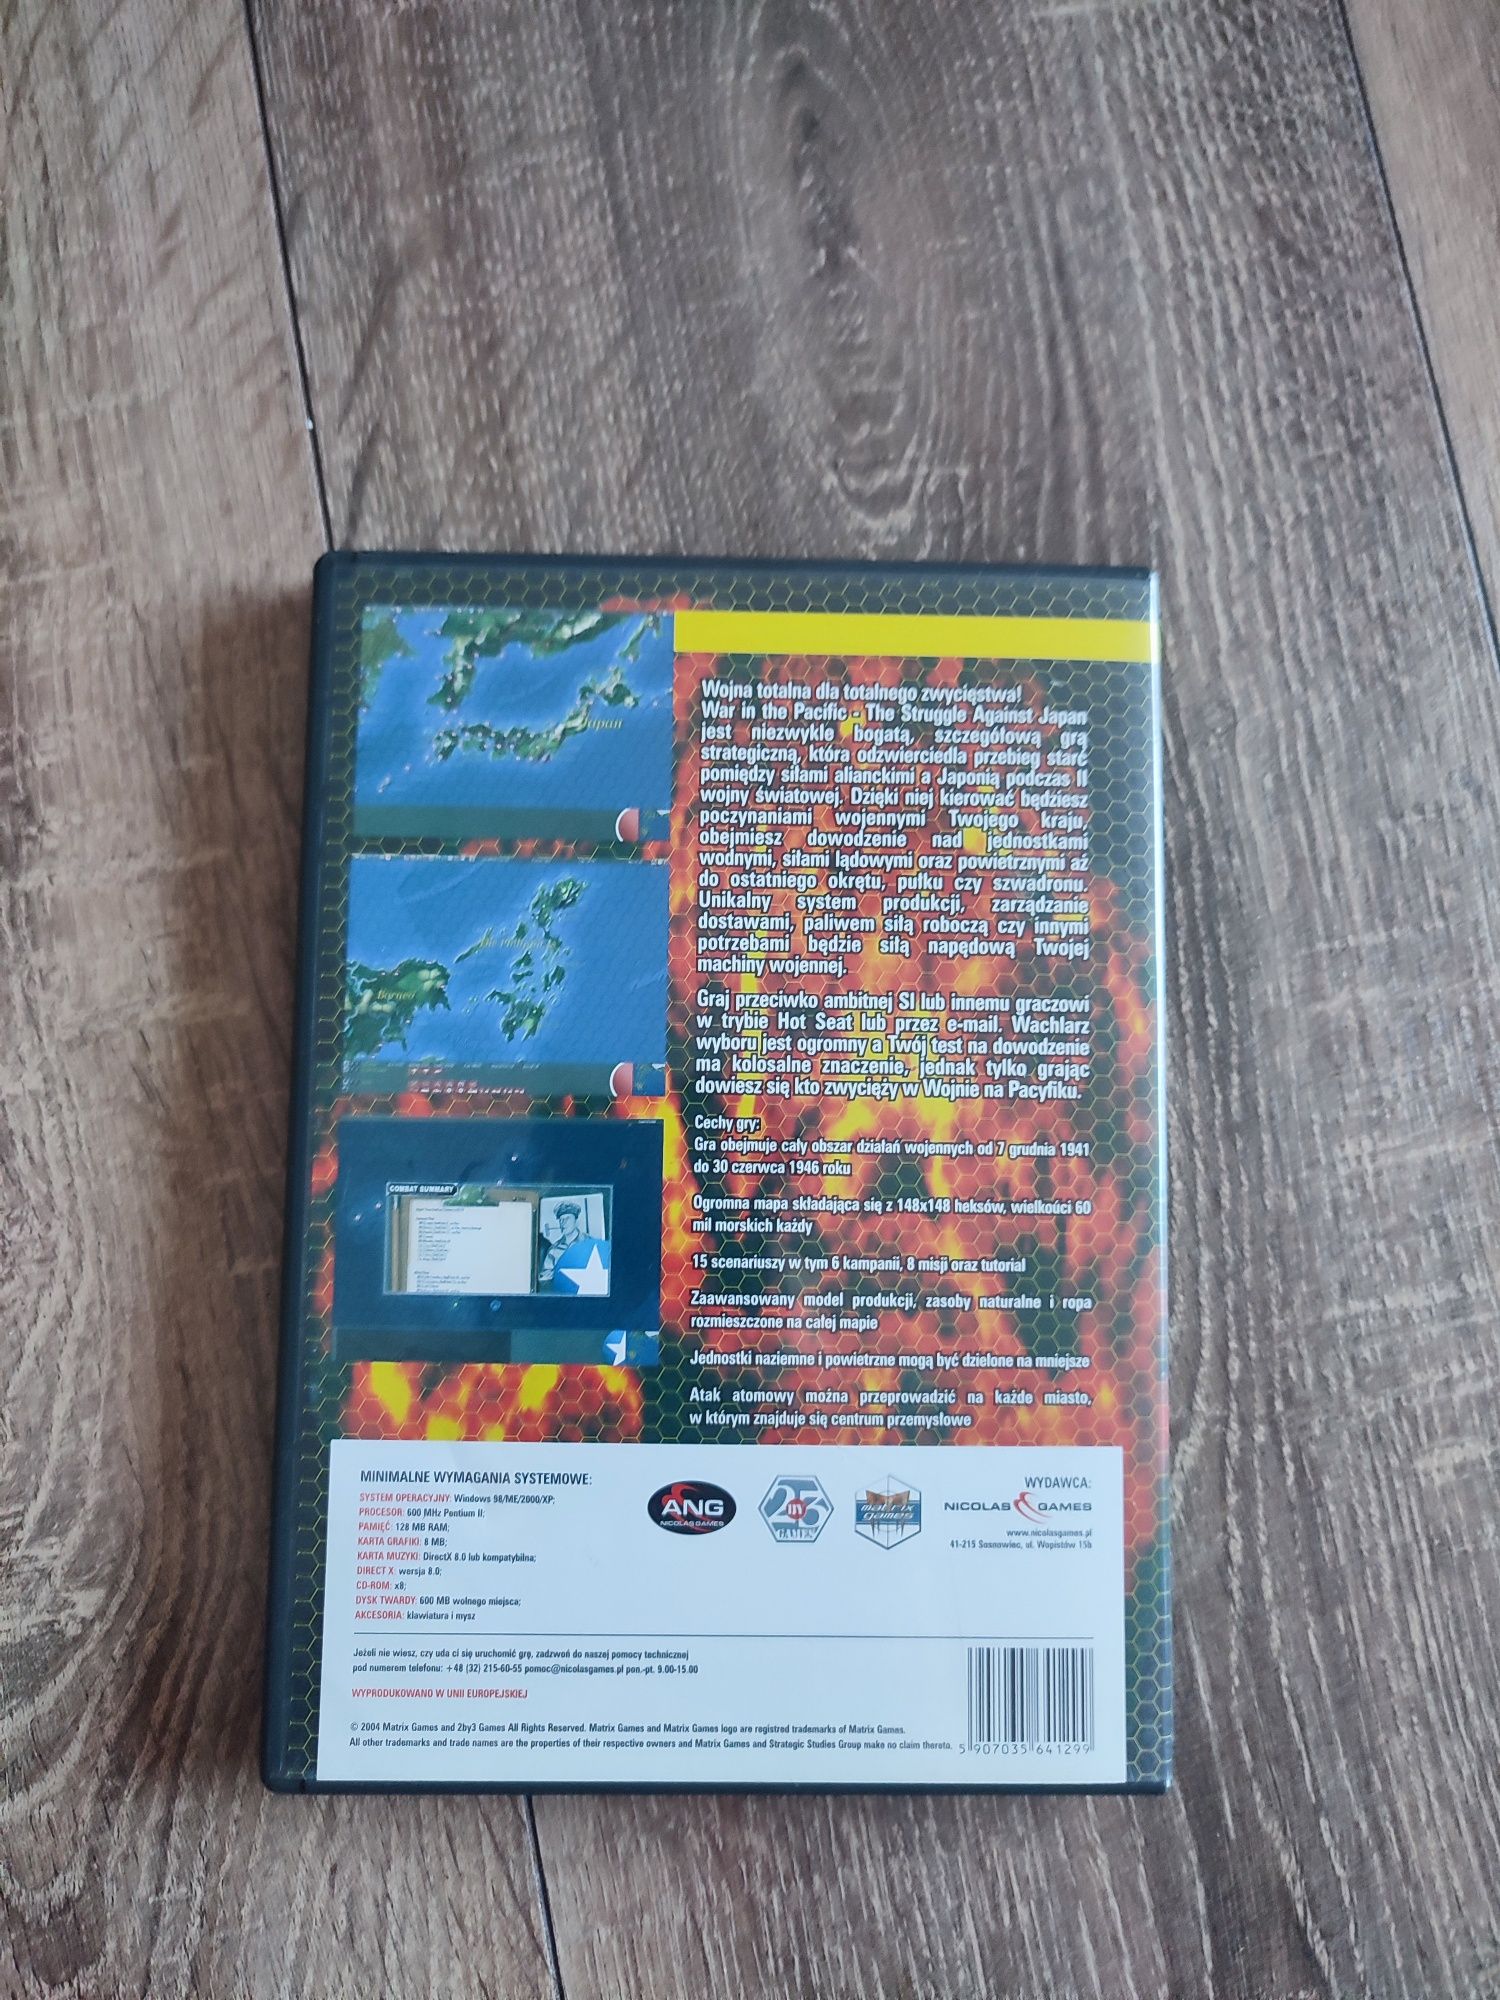 Japan
Borneo
COMBAT SUMMARY
Wojna totalna dla totalnego zwycięstwa!
War in the Pacific - The Struggle Against Japan
jest niezwykle bogatą, szczegółową grą
strategiczną, która odzwierciedla przebieg starć
pomiędzy siłami alianckimi a Japonią podczas II
wojny światowej. Dzięki niej kierować będziesz
poczynaniami wojennymi Twojego kraju,
obejmiesz dowodzenie nad jednostkami
wodnymi, siłami lądowymi oraz powietrznymi aż
do ostatniego okrętu, pułku czy szwadronu.
Unikalny system produkcji, zarządzanie
dostawami, paliwem siłą roboczą czy innymi
potrzebami będzie siłą napędową Twojej
machiny wojennej.
Graj przeciwko ambitnej SI lub innemu graczowi
w trybie Hot Seat lub przez e-mail. Wachlarz
wyboru jest ogromny a Twój test na dowodzenie
ma kolosalne znaczenie, jednak tylko grając
dowiesz się kto zwycięży w Wojnie na Pacyfiku.
Cechy gry:
Gra obejmuje cały obszar działań wojennych od 7 grudnia 1941
do 30 czerwca 1946 roku
Ogromna mapa składająca się z 148x148 heksów, wielkości 60
mil morskich każdy
15 scenariuszy w tym 6 kampanii, 8 misji oraz tutorial
Zaawansowany model produkcji, zasoby naturalne i ropa
rozmieszczone na całej mapie
Jednostki naziemne i powietrzne mogą być dzielone na mniejsze
Atak atomowy można przeprowadzić na każde miasto,
w którym znajduje się centrum przemysłowe
MINIMALNE WYMAGANIA SYSTEMOWE:
SYSTEM OPERACYJNY: Windows 98/ME/2000/XP;
PROCESOR: 600 MHz Pentium II;
PAMIĘĆ: 128 MB RAM;
KARTA GRAFIKI: 8 MB;
KARTA MUZYKI: DirectX 8.0 lub kompatybilna;
DIRECT X: wersja 8.0;
CD-ROM: x8;
DYSK TWARDY: 600 MB wolnego miejsca;
AKCESORIA: klawiatura i mysz
ANG
NICOLAS GAMES
2 BY 3
GAMES
matrix
games
WYDAWCA:
NICOLAS GAMES
www.nicolasgames.pl
41-215 Sosnowiec, ul. Wopistów 15b
Jeżeli nie wiesz, czy uda ci się uruchomić grę, zadzwoń do naszej pomocy technicznej
pod numerem telefonu: +48 (32) 215-60-55 pomoc@nicolasgames.pl pon.-pt. 9.00-15.00
WYPRODUKOWANO W UNII EUROPEJSKIEJ
© 2004 Matrix Games and 2by3 Games All Rights Reserved. Matrix Games and Matrix Games logo are registred trademarks of Matrix Games.
All other trademarks and trade names are the properties of their respective owners and Matrix Games and Strategic Studies Group make no claim thereto.
5 907035 641299